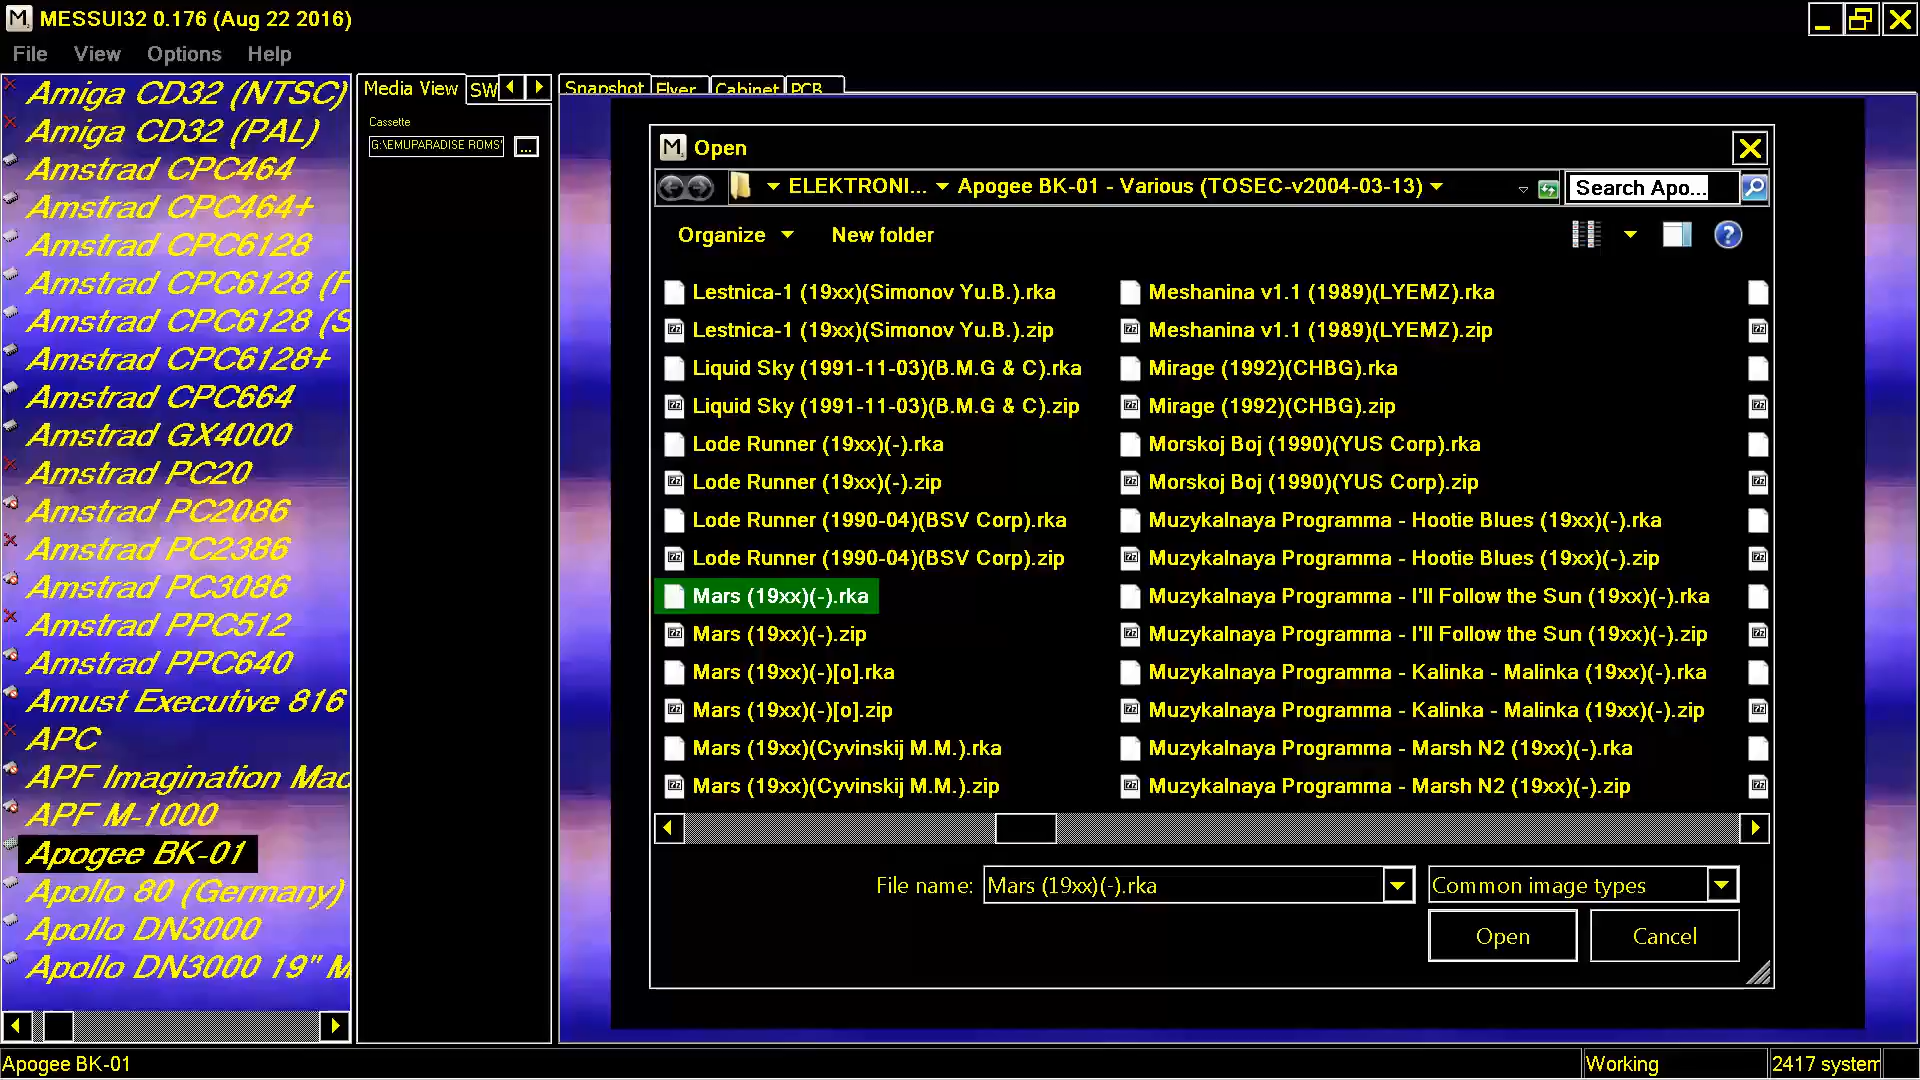 MESSUI32 0.176 (Aug 22 2016)
File View Options Help
Amiga CD32 (NTSC)
Amiga CD32 (PAL)
Amstrad CPC464
Amstrad CPC464+
Amstrad CPC6128
Amstrad CPC6128 (F
Amstrad CPC6128 (S
Amstrad CPC6128+
Amstrad CPC664
Amstrad GX4000
Amstrad PC20
Amstrad PC2086
Amstrad PC2386
Amstrad PC3086
Amstrad PPC512
Amstrad PPC640
Amust Executive 816
APC
APF Imagination Mac
APF M-1000
Apogee BK-01
Apollo 80 (Germany)
Apollo DN3000
Apollo DN3000 19" M
Media View SW
Cassette
G:\EMUPARADISE ROMS' ...
Snapshot Flyer Cabinet PCB
Open
ELEKTRONI... Apogee BK-01 - Various (TOSEC-v2004-03-13) Search Apo...
Organize New folder
Lestnica-1 (19xx)(Simonov Yu.B.).rka
Lestnica-1 (19xx)(Simonov Yu.B.).zip
Liquid Sky (1991-11-03)(B.M.G & C).rka
Liquid Sky (1991-11-03)(B.M.G & C).zip
Lode Runner (19xx)(-).rka
Lode Runner (19xx)(-).zip
Lode Runner (1990-04)(BSV Corp).rka
Lode Runner (1990-04)(BSV Corp).zip
Mars (19xx)(-).rka
Mars (19xx)(-).zip
Mars (19xx)(-)[o].rka
Mars (19xx)(-)[o].zip
Mars (19xx)(Cyvinskij M.M.).rka
Mars (19xx)(Cyvinskij M.M.).zip
Meshanina v1.1 (1989)(LYEMZ).rka
Meshanina v1.1 (1989)(LYEMZ).zip
Mirage (1992)(CHBG).rka
Mirage (1992)(CHBG).zip
Morskoj Boj (1990)(YUS Corp).rka
Morskoj Boj (1990)(YUS Corp).zip
Muzykalnaya Programma - Hootie Blues (19xx)(-).rka
Muzykalnaya Programma - Hootie Blues (19xx)(-).zip
Muzykalnaya Programma - I'll Follow the Sun (19xx)(-).rka
Muzykalnaya Programma - I'll Follow the Sun (19xx)(-).zip
Muzykalnaya Programma - Kalinka - Malinka (19xx)(-).rka
Muzykalnaya Programma - Kalinka - Malinka (19xx)(-).zip
Muzykalnaya Programma - Marsh N2 (19xx)(-).rka
Muzykalnaya Programma - Marsh N2 (19xx)(-).zip
File name: Mars (19xx)(-).rka Common image types
Open Cancel
Apogee BK-01 Working 2417 system